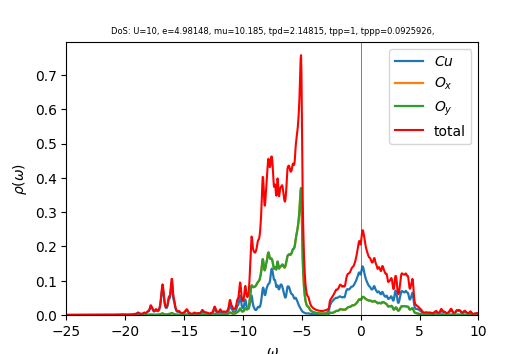 DoS: U=10, e=4.98148, mu=10.185, tpd=2.14815, tpp=1, tppp=0.0925926,
ρ(ω)
0.7
0.6
0.5
0.4
0.3
0.2
0.1
0.0
Cu
O_x
O_y
total
−25 −20 −15 −10 −5 0 5 10
ω